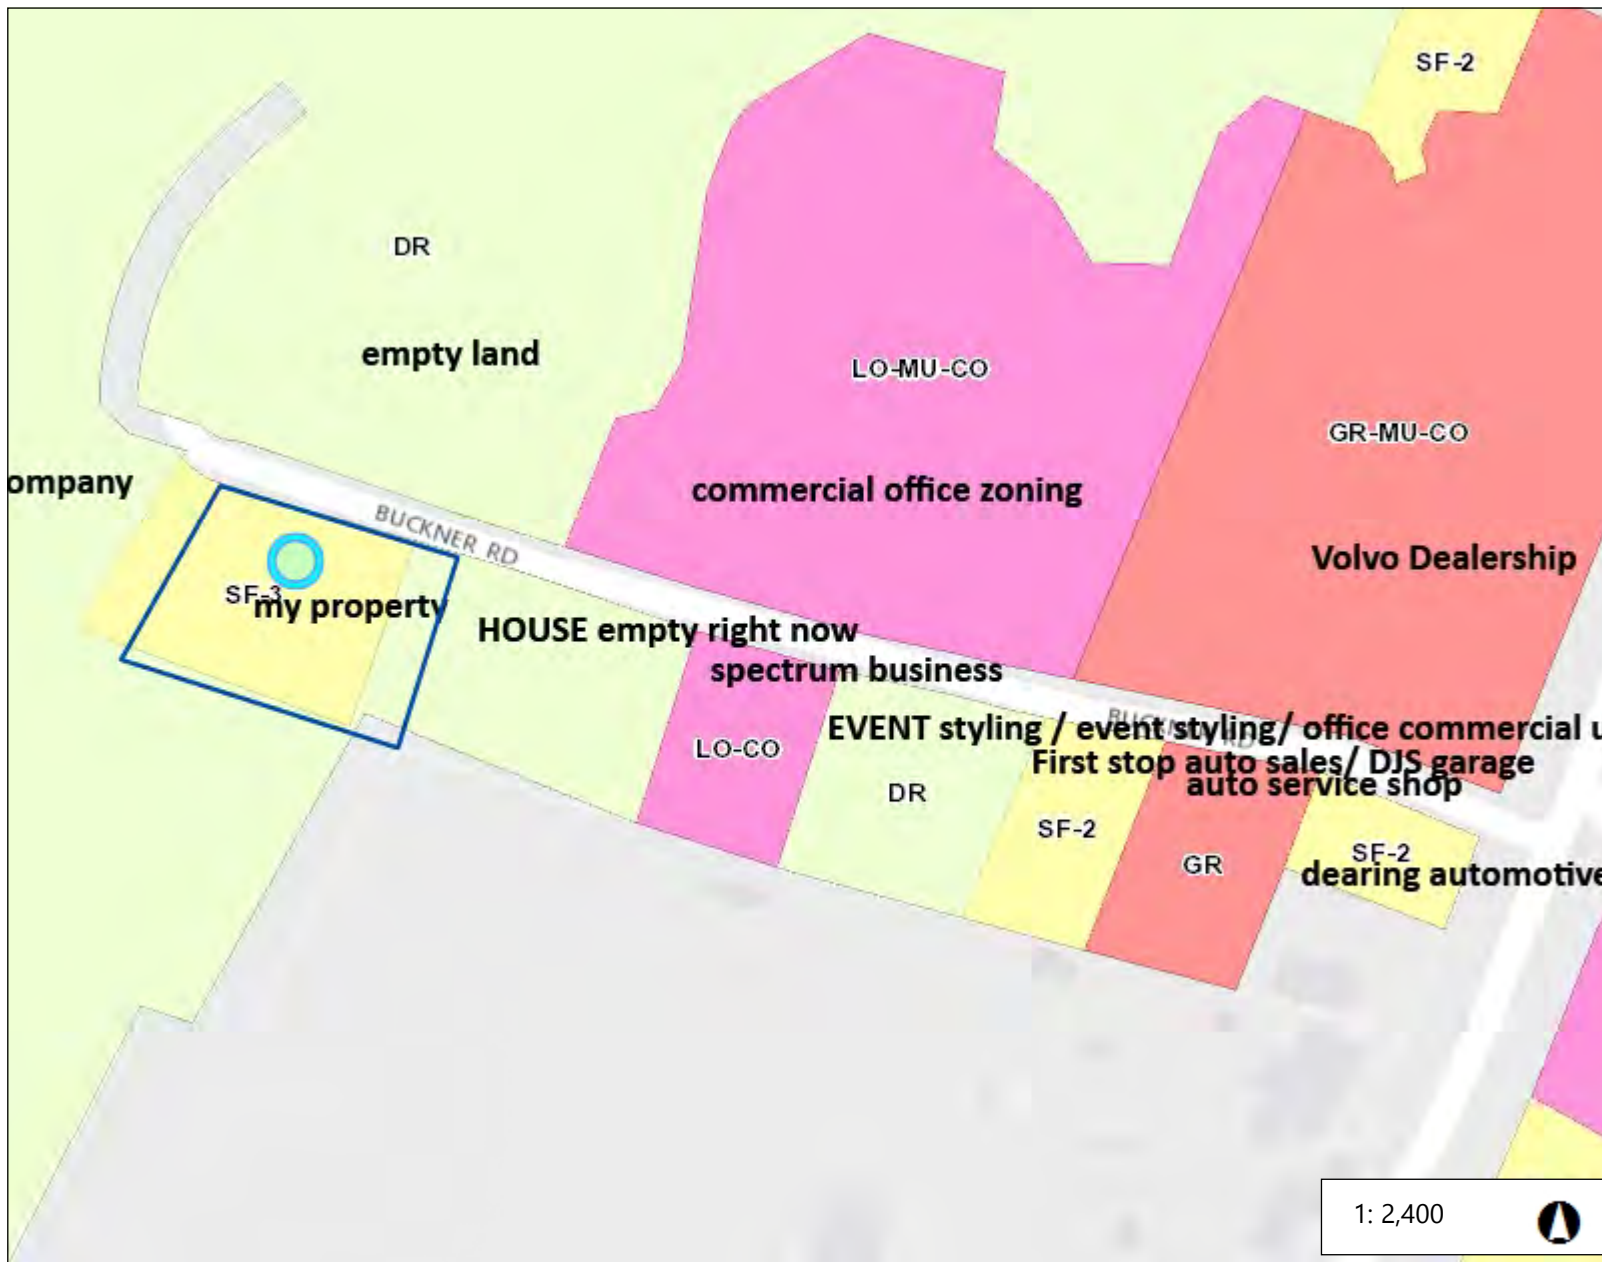 SF-2
DR
empty land
LO-MU-CO
GR-MU-CO
ompany
commercial office zoning
BUCKNER RD
Volvo Dealership
SF-3
my property
HOUSE empty right now
spectrum business
BUCKNER RD
EVENT styling / event styling/ office commercial u
LO-CO
First stop auto sales/ DJS garage
auto service shop
DR
SF-2
GR
SF-2
dearing automotive
1: 2,400